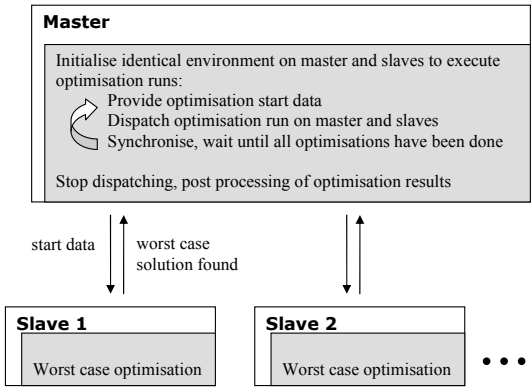 Master
Initialise identical environment on master and slaves to execute
optimisation runs:
Provide optimisation start data
Dispatch optimisation run on master and slaves
Synchronise, wait until all optimisations have been done
Stop dispatching, post processing of optimisation results
start data
worst case
solution found
Slave 1
Worst case optimisation
Slave 2
Worst case optimisation
• • •